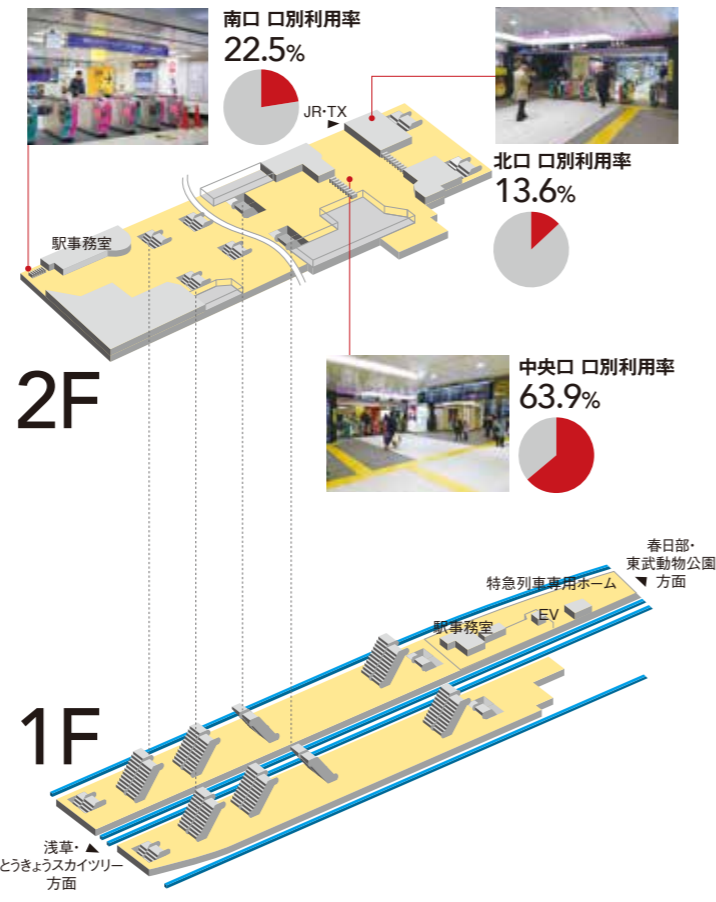 南口 口別利用率
22.5%
JR・TX
北口 口別利用率
13.6%
駅事務室
2F
中央口 口別利用率
63.9%
春日部・
東武動物公園
方面
特急列車専用ホーム
EV
駅事務室
1F
浅草・
とうきょうスカイツリー
方面